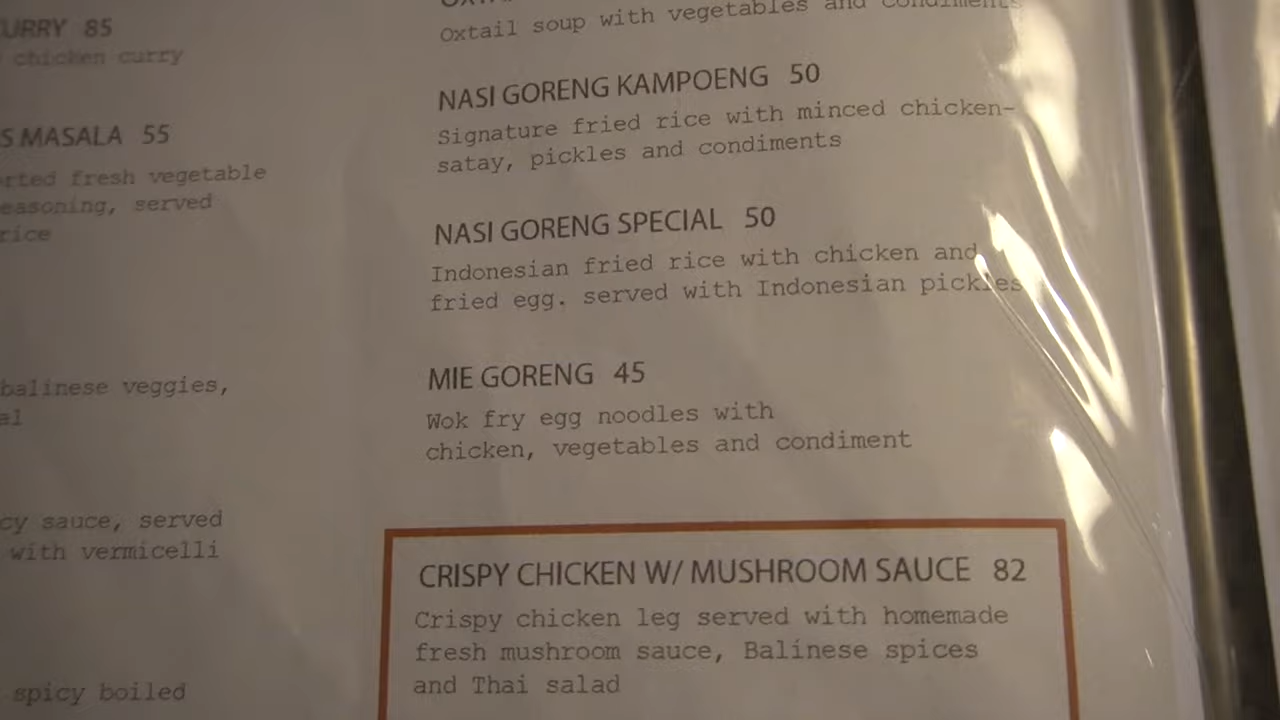 URRY 85
chicken curry
S MASALA 55
rted fresh vegetable
easoning, served
rice
balinese veggies,
al
cy sauce, served
with vermicelli
spicy boiled
Oxtail soup with vegetables and condiments
NASI GORENG KAMPOENG 50
Signature fried rice with minced chicken-
satay, pickles and condiments
NASI GORENG SPECIAL 50
Indonesian fried rice with chicken and
fried egg. served with Indonesian pickles
MIE GORENG 45
Wok fry egg noodles with
chicken, vegetables and condiment
CRISPY CHICKEN W/ MUSHROOM SAUCE 82
Crispy chicken leg served with homemade
fresh mushroom sauce, Balinese spices
and Thai salad